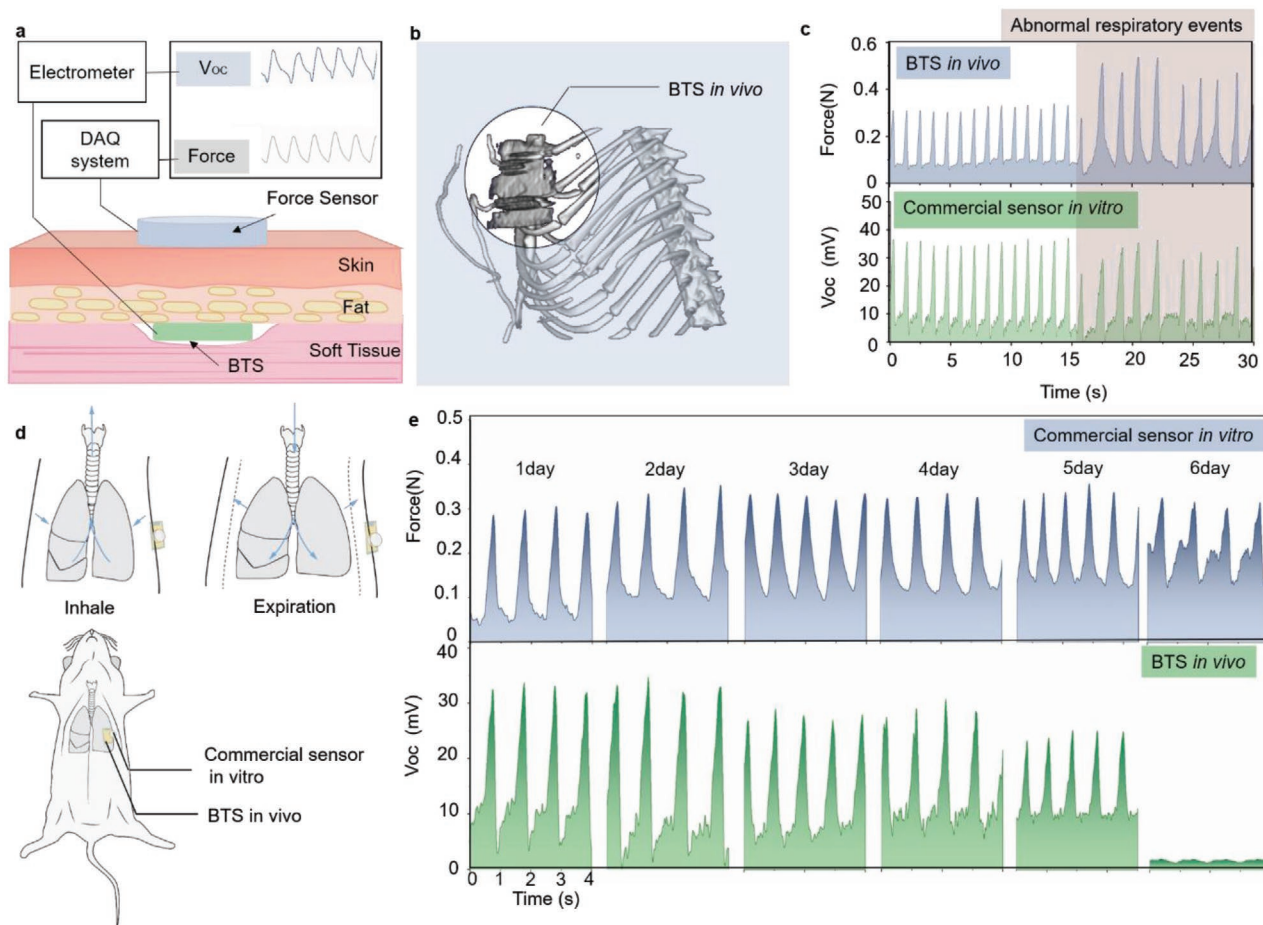 a
Electrometer
VOC
DAQ
system
Force
Force Sensor
Skin
Fat
Soft Tissue
BTS
b
BTS in vivo
c
Abnormal respiratory events
BTS in vivo
Force(N)
0.6
0.4
0.2
0
Commercial sensor in vitro
Voc (mV)
50
40
30
20
10
0
0 5 10 15 20 25 30
Time (s)
d
Inhale
Expiration
Commercial sensor
in vitro
BTS in vivo
e
Commercial sensor in vitro
Force(N)
0.5
0.4
0.3
0.2
0.1
0
1day 2day 3day 4day 5day 6day
BTS in vivo
Voc (mV)
40
30
20
10
0
0 1 2 3 4
Time (s)